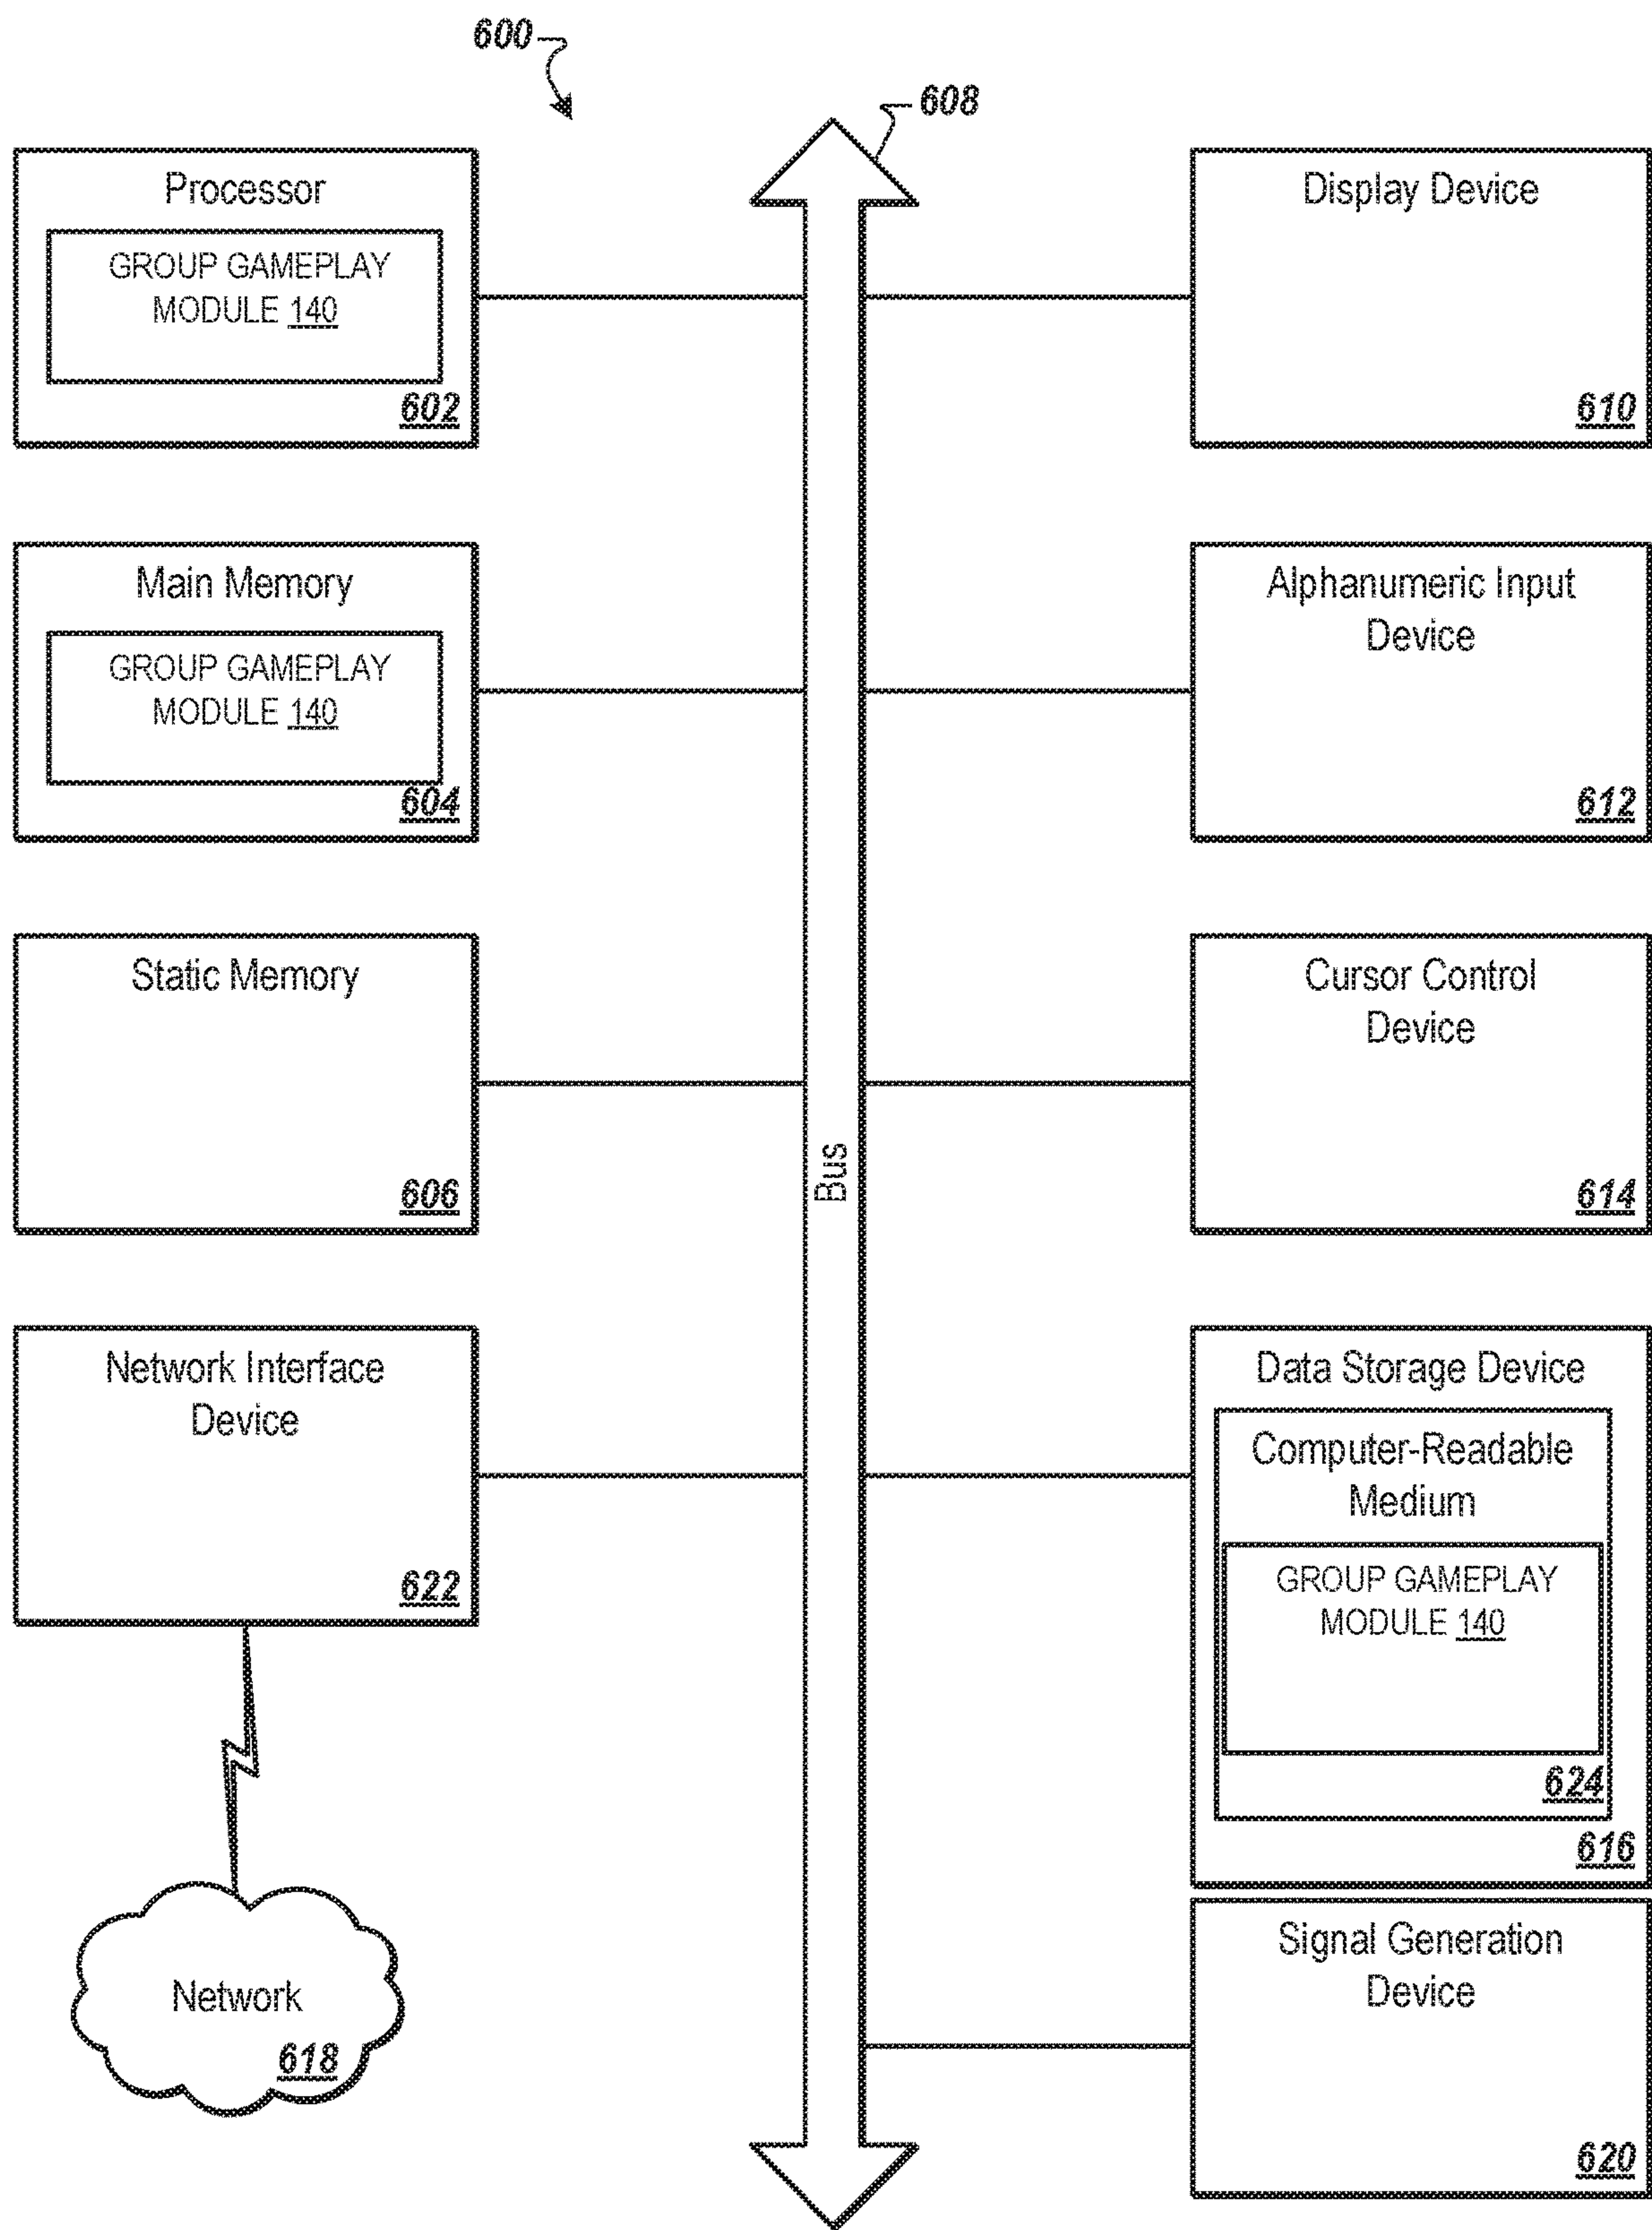 600
608
Processor
GROUP GAMEPLAY
MODULE 140
602
Display Device
610
Main Memory
GROUP GAMEPLAY
MODULE 140
604
Alphanumeric Input
Device
612
Static Memory
606
Cursor Control
Device
614
Bus
Network Interface
Device
622
Data Storage Device
Computer-Readable
Medium
GROUP GAMEPLAY
MODULE 140
624
616
Network
618
Signal Generation
Device
620